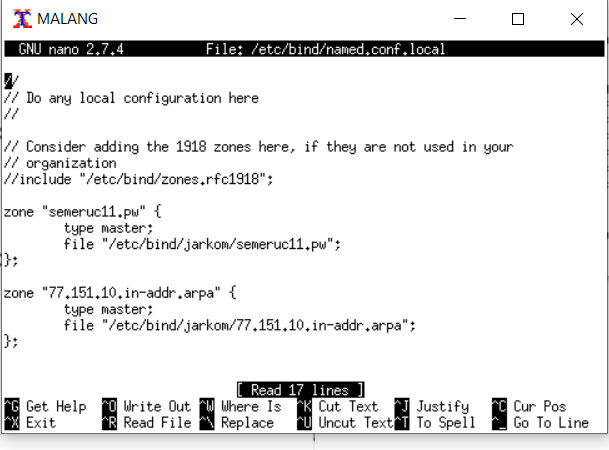 MALANG
GNU nano 2.7.4 File: /etc/bind/named.conf.local
//
// Do any local configuration here
//
// Consider adding the 1918 zones here, if they are not used in your
// organization
//include "/etc/bind/zones.rfc1918";
zone "semeruc11.pw" {
        type master;
        file "/etc/bind/jarkom/semeruc11.pw";
};
zone "77.151.10.in-addr.arpa" {
        type master;
        file "/etc/bind/jarkom/77.151.10.in-addr.arpa";
};
[ Read 17 lines ]
^G Get Help ^O Write Out ^W Where Is ^K Cut Text ^J Justify ^C Cur Pos
^X Exit ^R Read File ^\ Replace ^U Uncut Text ^T To Spell ^_ Go To Line